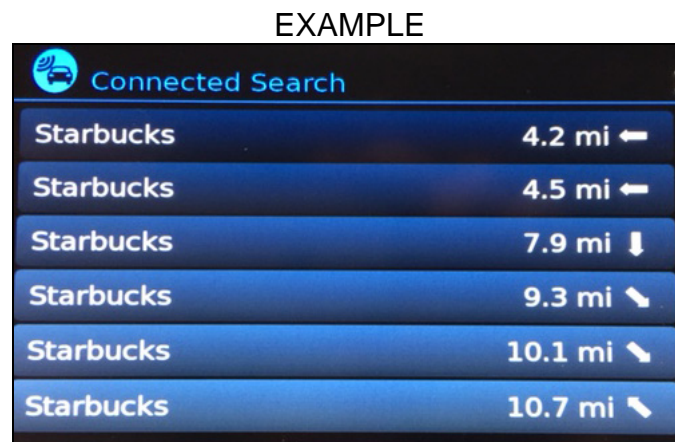 EXAMPLE
Connected Search
Starbucks 4.2 mi
Starbucks 4.5 mi
Starbucks 7.9 mi
Starbucks 9.3 mi
Starbucks 10.1 mi
Starbucks 10.7 mi